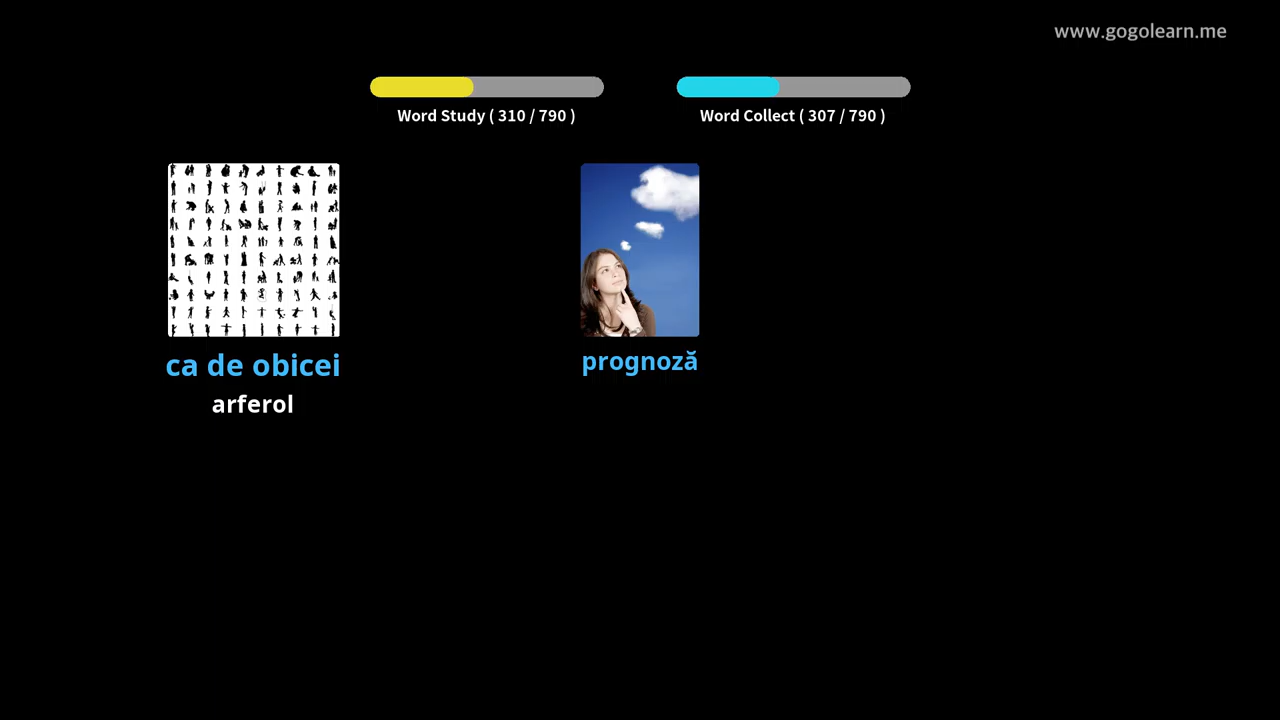 www.gogolearn.me
Word Study ( 310 / 790 )
Word Collect ( 307 / 790 )
ca de obicei
arferol
prognoză